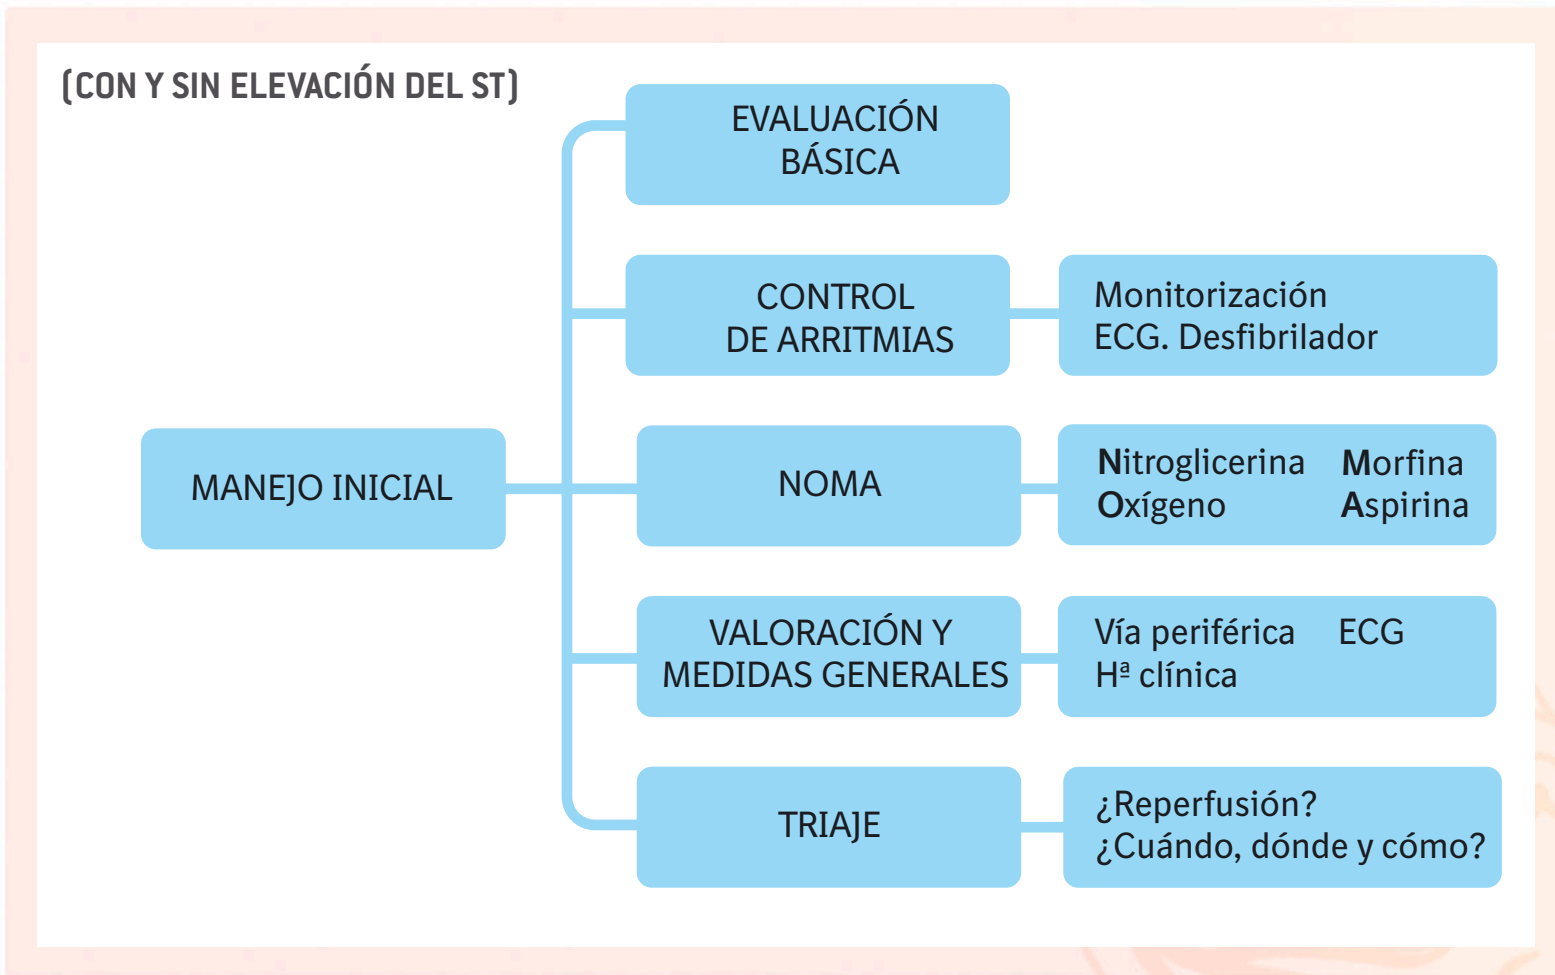 (CON Y SIN ELEVACIÓN DEL ST)
EVALUACIÓN
BÁSICA
CONTROL
DE ARRITMIAS
Monitorización
ECG. Desfibrilador
MANEJO INICIAL
NOMA
Nitroglicerina Morfina
Oxígeno Aspirina
VALORACIÓN Y
MEDIDAS GENERALES
Vía periférica ECG
Hª clínica
TRIAJE
¿Reperfusión?
¿Cuándo, dónde y cómo?